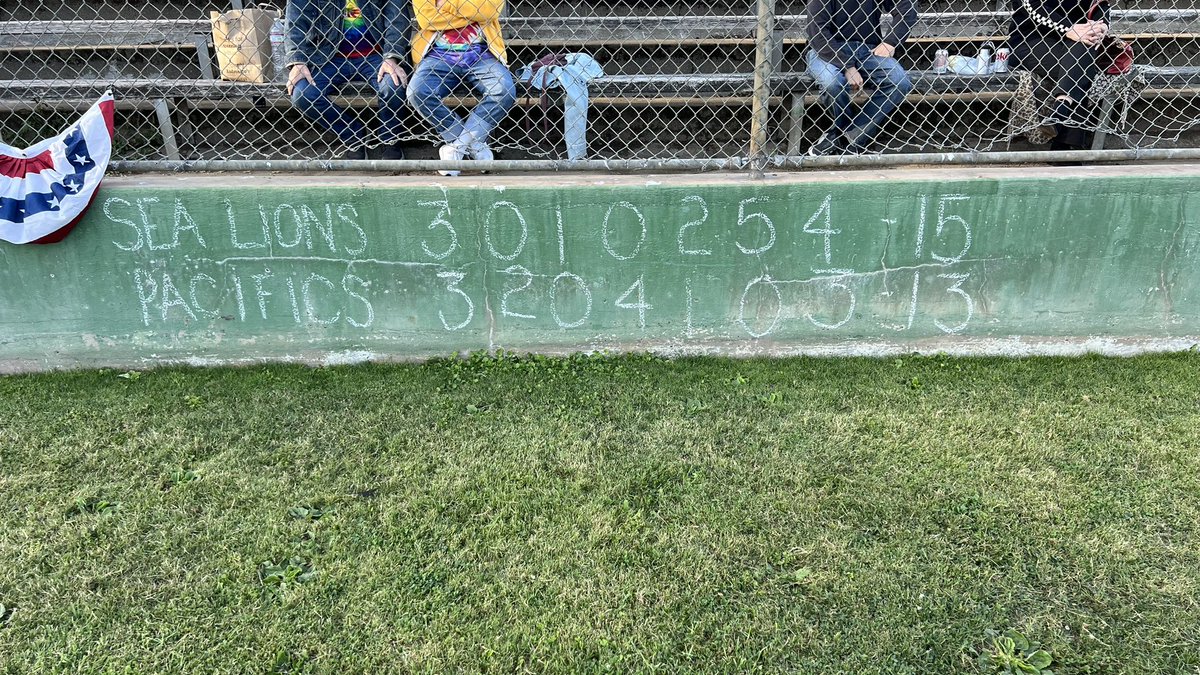 SEA LIONS 3 0 1 0 2 5 4 - 15
PACIFICS 3 2 0 4 1 0 3 - 13